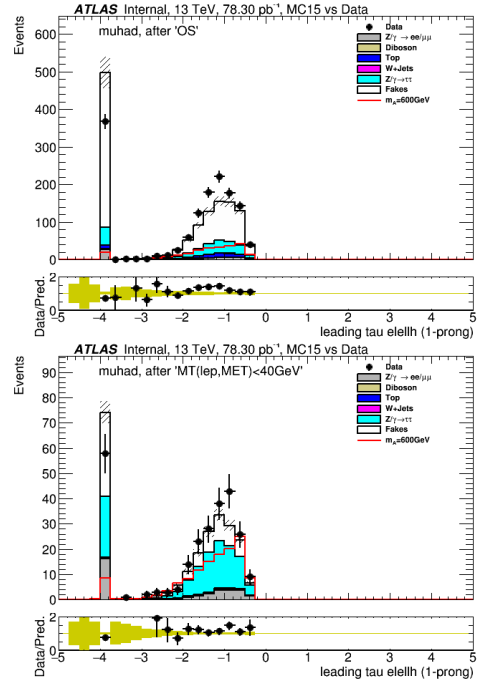 ATLAS Internal, 13 TeV, 78.30 pb⁻¹, MC15 vs Data
Events
muhad, after 'OS'
Data
Z/γ → ee/μμ
Diboson
Top
W+Jets
Z/γ→ττ
Fakes
m_A=600GeV
600
500
400
300
200
100
0
Data/Pred.
2
1
0
−5 −4 −3 −2 −1 0 1 2 3 4 5
leading tau elellh (1-prong)
ATLAS Internal, 13 TeV, 78.30 pb⁻¹, MC15 vs Data
Events
muhad, after 'MT(lep,MET)<40GeV'
Data
Z/γ → ee/μμ
Diboson
Top
W+Jets
Z/γ→ττ
Fakes
m_A=600GeV
90
80
70
60
50
40
30
20
10
0
Data/Pred.
2
1
0
−5 −4 −3 −2 −1 0 1 2 3 4 5
leading tau elellh (1-prong)